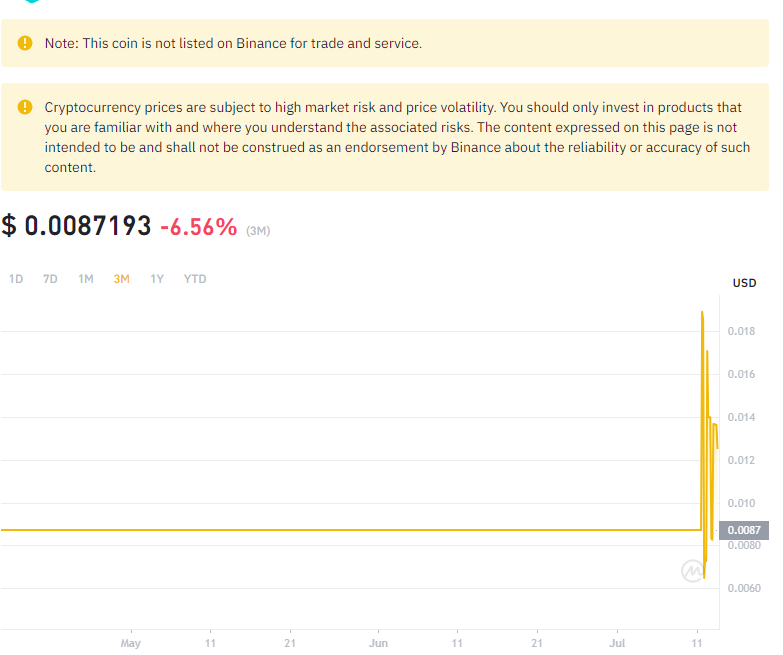 Note: This coin is not listed on Binance for trade and service.
Cryptocurrency prices are subject to high market risk and price volatility. You should only invest in products that
you are familiar with and where you understand the associated risks. The content expressed on this page is not
intended to be and shall not be construed as an endorsement by Binance about the reliability or accuracy of such
content.
$ 0.0087193 -6.56% (3M)
1D 7D 1M 3M 1Y YTD
USD
0.018
0.016
0.014
0.012
0.010
0.0087
0.0080
0.0060
May 11 21 Jun 11 21 Jul 11